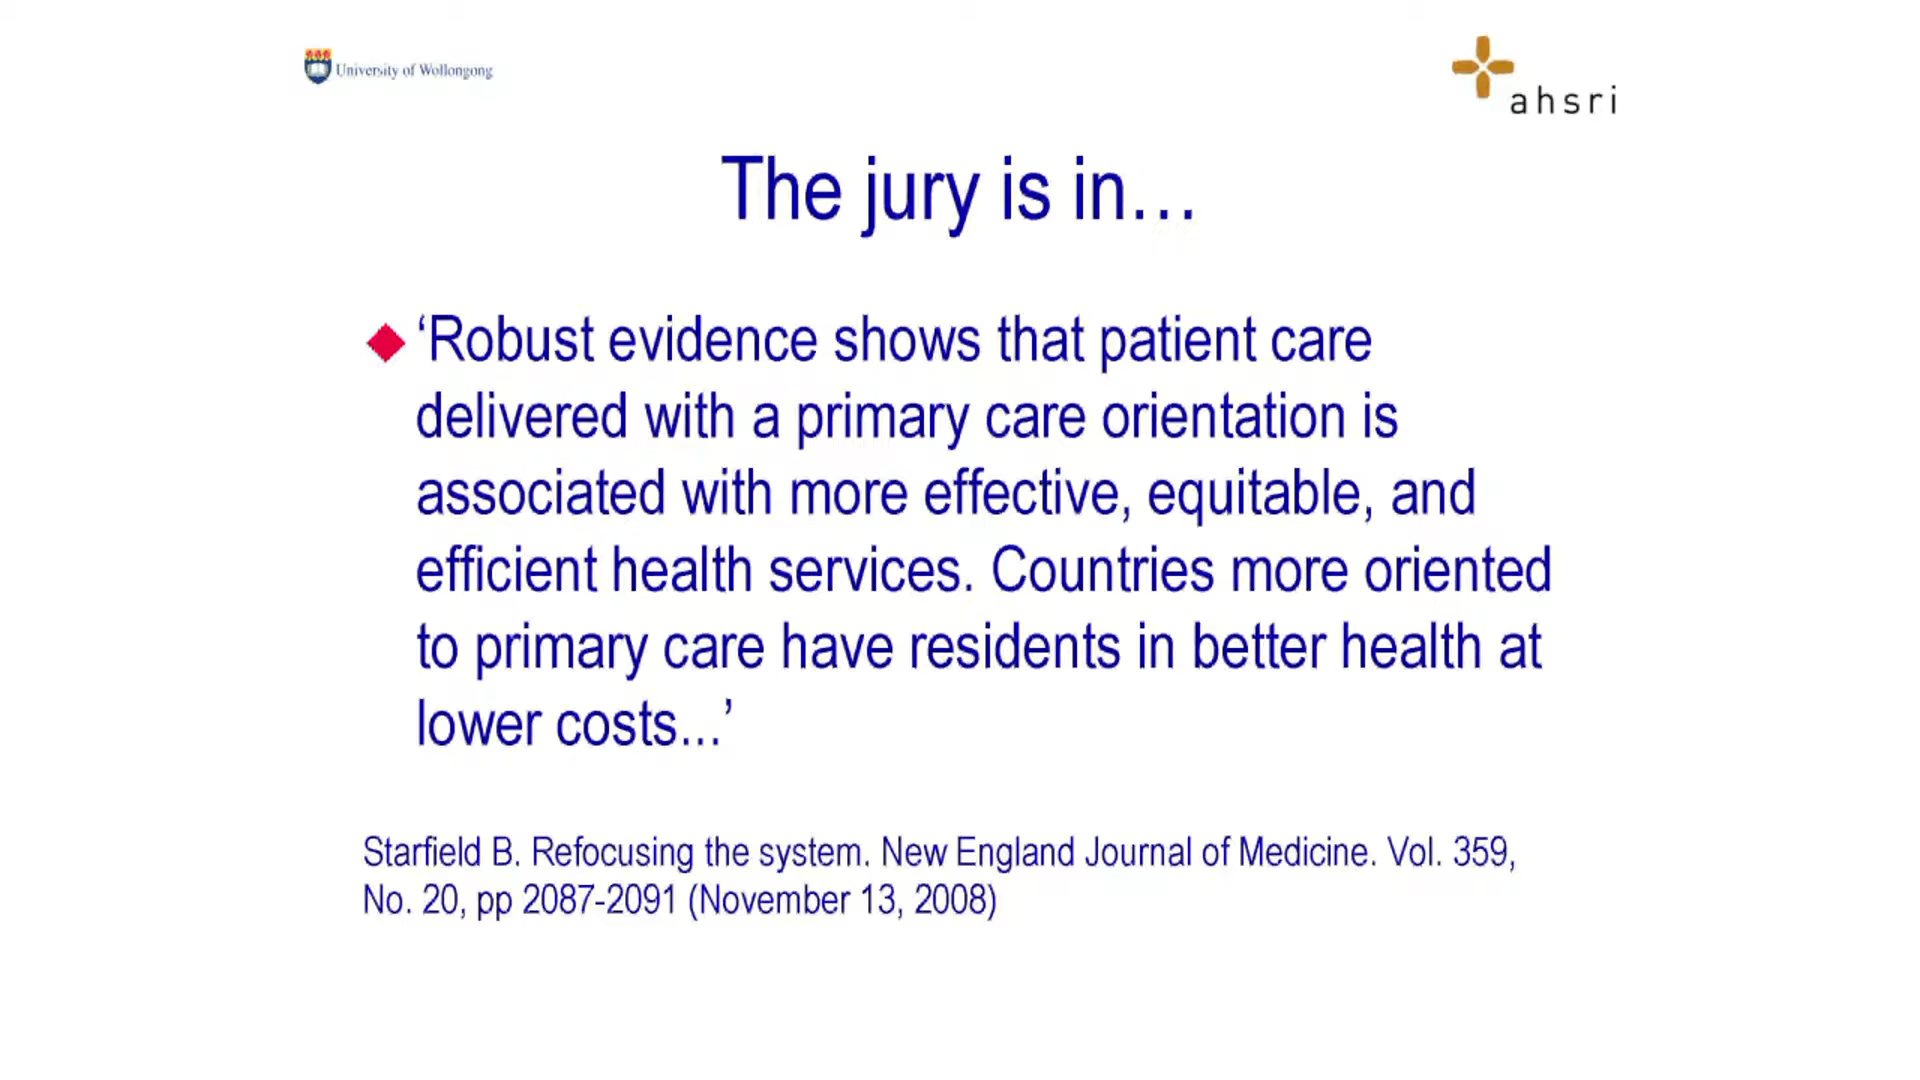 University of Wollongong
ahsri
The jury is in...
‘Robust evidence shows that patient care
delivered with a primary care orientation is
associated with more effective, equitable, and
efficient health services. Countries more oriented
to primary care have residents in better health at
lower costs...’
Starfield B. Refocusing the system. New England Journal of Medicine. Vol. 359,
No. 20, pp 2087-2091 (November 13, 2008)